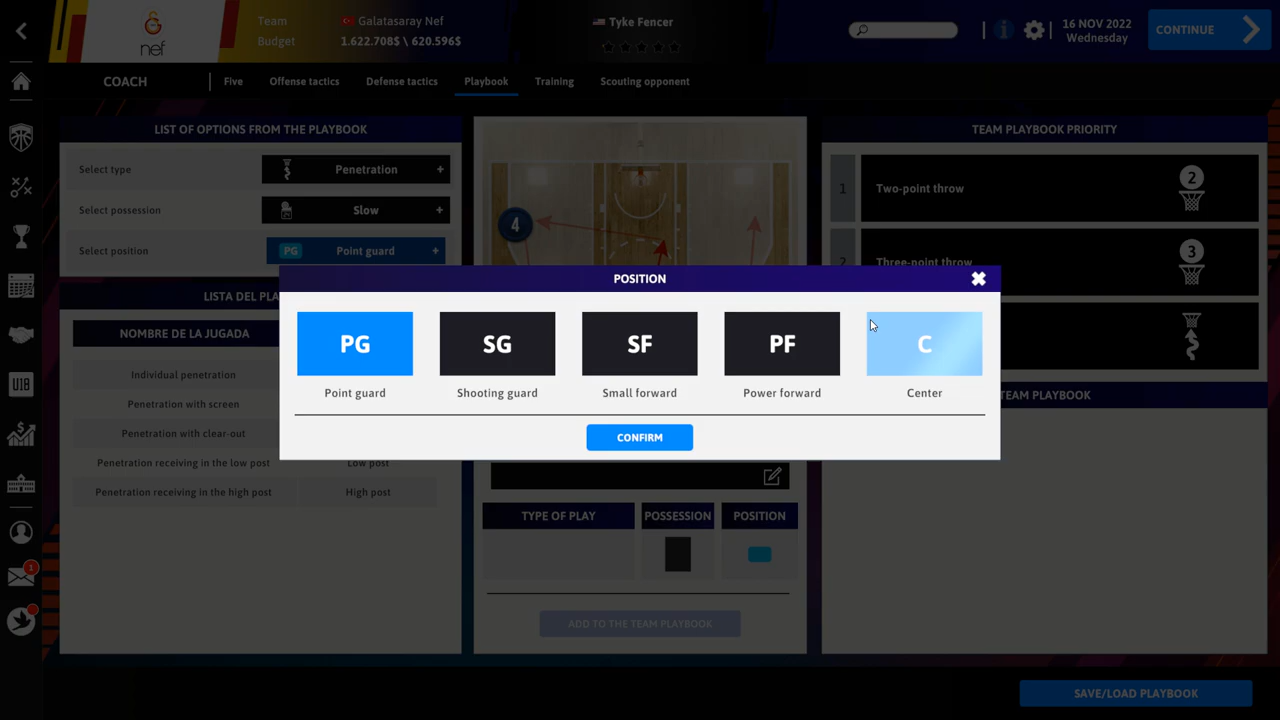 nef
Team
Galatasaray Nef
Budget
1.622.708$ \ 620.596$
Tyke Fencer
16 NOV 2022
Wednesday
CONTINUE
COACH
Five
Offense tactics
Defense tactics
Playbook
Training
Scouting opponent
LIST OF OPTIONS FROM THE PLAYBOOK
Select type
Penetration +
Select possession
Slow +
Select position
PG Point guard +
4
TEAM PLAYBOOK PRIORITY
1 Two-point throw 2
2 Three-point throw 3
POSITION
PG
SG
SF
PF
C
Point guard
Shooting guard
Small forward
Power forward
Center
CONFIRM
LISTA DEL PLA
NOMBRE DE LA JUGADA
Individual penetration
Penetration with screen
Penetration with clear-out
Penetration receiving in the low post
Low post
Penetration receiving in the high post
High post
TYPE OF PLAY
POSSESSION
POSITION
ADD TO THE TEAM PLAYBOOK
TEAM PLAYBOOK
U18
1
SAVE/LOAD PLAYBOOK